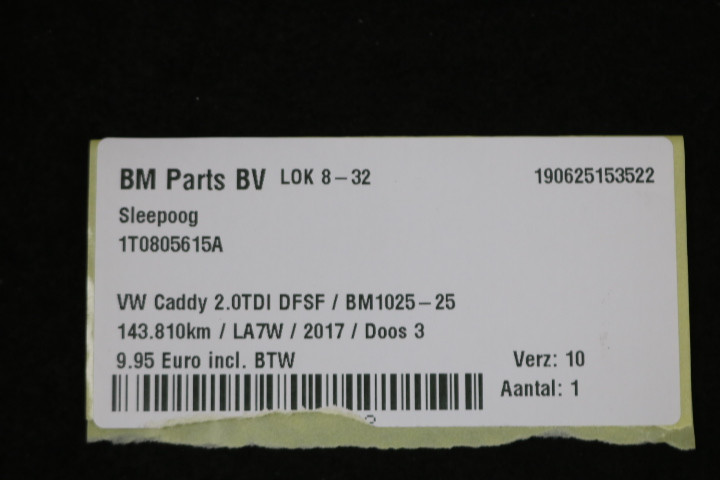 BM Parts BV LOK 8-32 190625153522
Sleepoog
1T0805615A
VW Caddy 2.0TDI DFSF / BM1025-25
143.810km / LA7W / 2017 / Doos 3
9.95 Euro incl. BTW Verz: 10
Aantal: 1